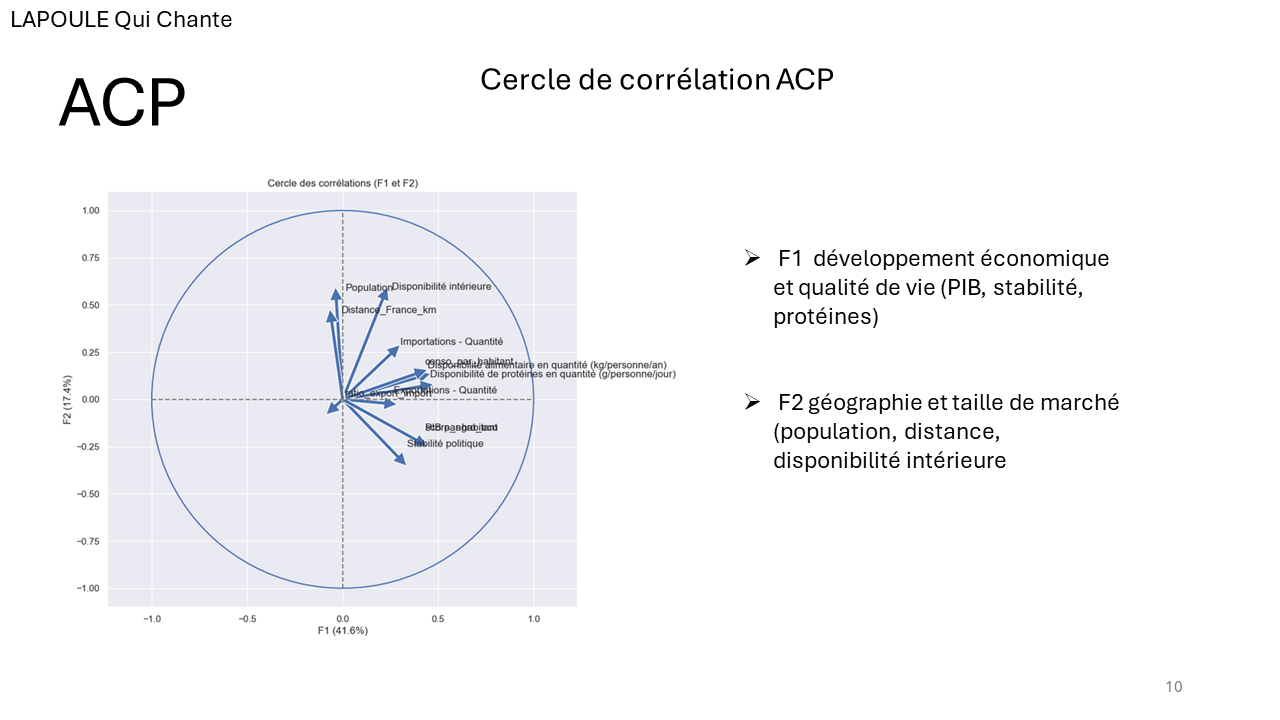 LAPOULE Qui Chante
ACP
Cercle de corrélation ACP
Cercle des corrélations (F1 et F2)
1.00
0.75
0.50
0.25
0.00
−0.25
−0.50
−0.75
−1.00
F2 (17.4%)
Population
Disponibilité intérieure
Distance_France_km
Importations - Quantité
conso_par_habitant
Disponibilité alimentaire en quantité (kg/personne/an)
Disponibilité de protéines en quantité (g/personne/jour)
Exportations - Quantité
ratio_export_import
Stabilité politique
−1.0
−0.5
0.0
0.5
1.0
F1 (41.6%)
➢ F1 développement économique
et qualité de vie (PIB, stabilité,
protéines)
➢ F2 géographie et taille de marché
(population, distance,
disponibilité intérieure
10